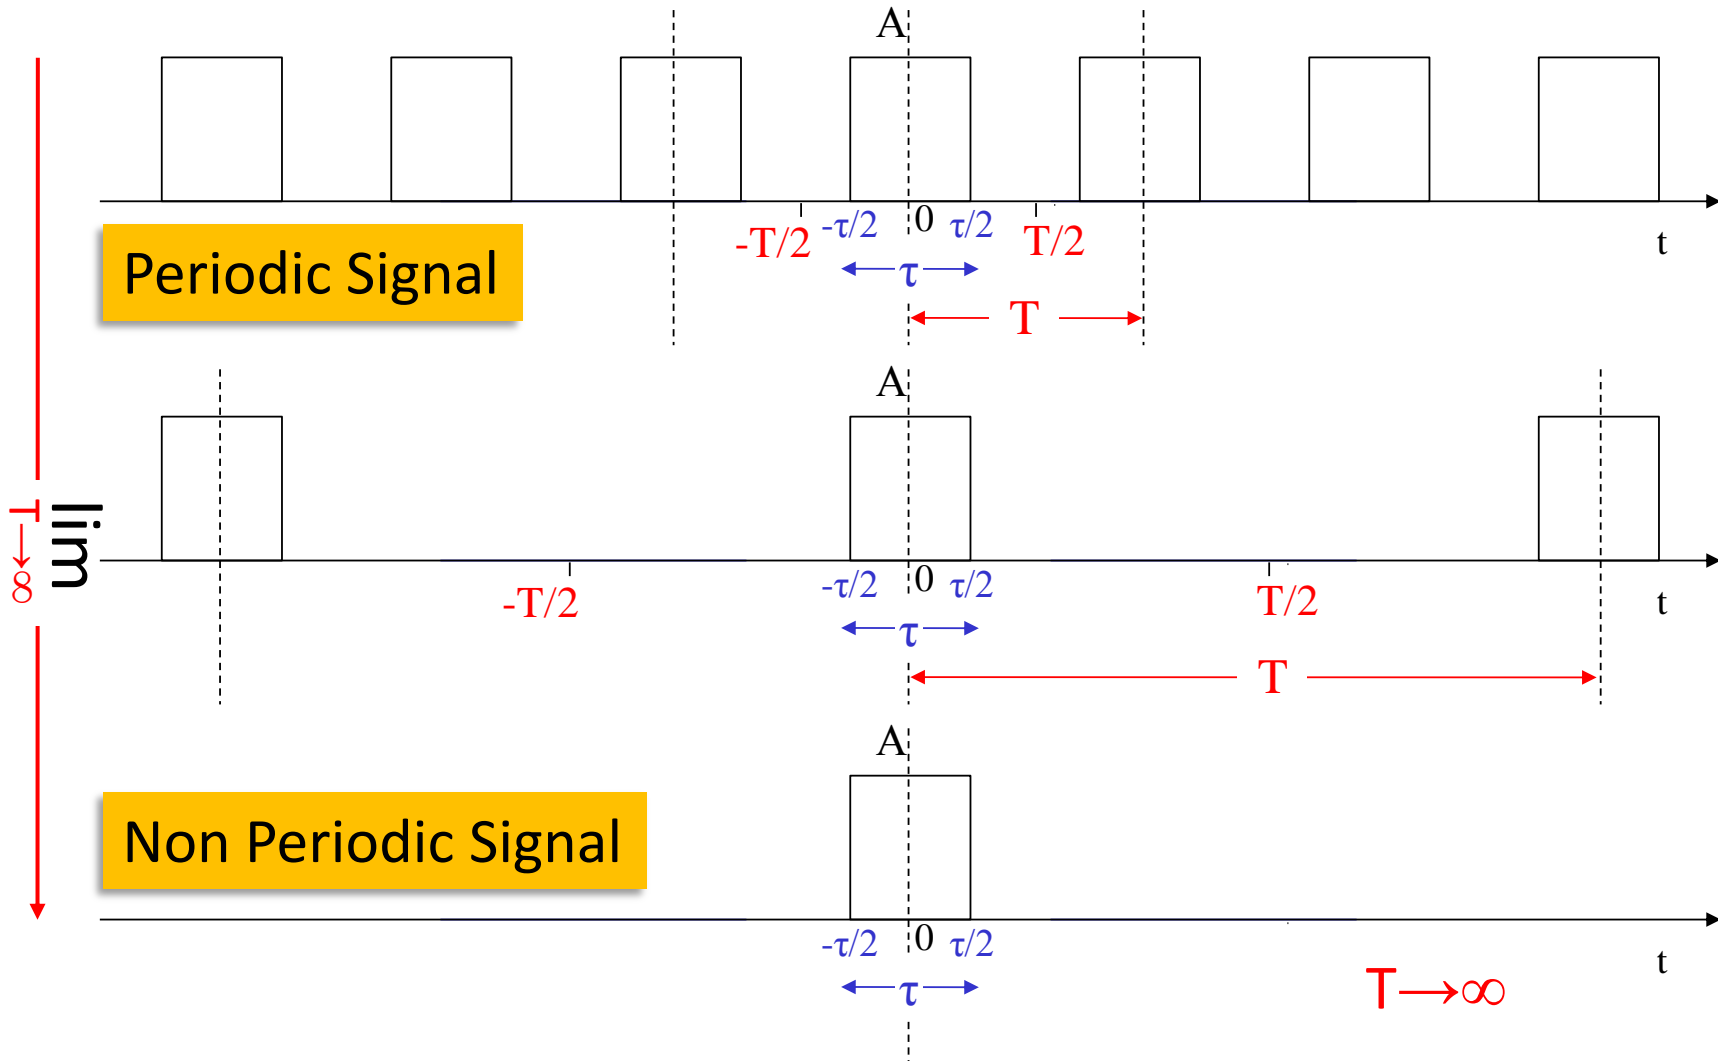 A
-T/2 -τ/2 0 τ/2 T/2 t
Periodic Signal
τ
T
A
lim
T→∞
-T/2 -τ/2 0 τ/2 T/2 t
τ
T
A
Non Periodic Signal
-τ/2 0 τ/2 t
τ
T→∞